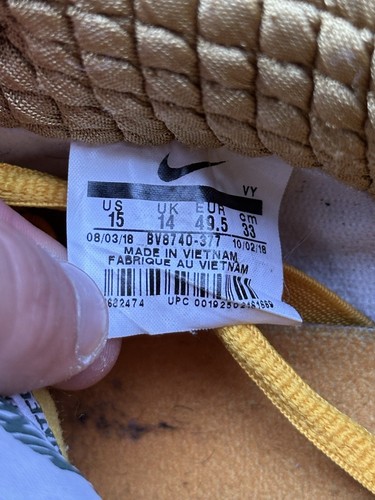 VY
US UK EUR cm
15 14 49.5 33
08/03/18 BV8740-377 10/02/18
MADE IN VIETNAM
FABRIQUE AU VIETNAM
UPC